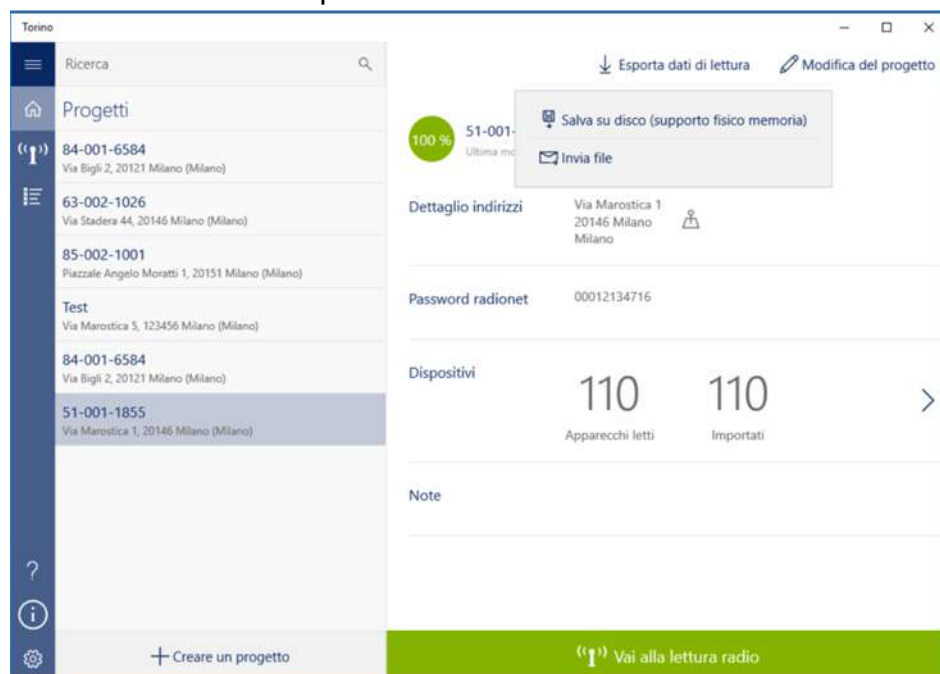 Torino
Ricerca
Esporta dati di lettura
Modifica del progetto
Progetti
84-001-6584
Via Bigli 2, 20121 Milano (Milano)
63-002-1026
Via Stadera 44, 20146 Milano (Milano)
85-002-1001
Piazzale Angelo Moratti 1, 20151 Milano (Milano)
Test
Via Marostica 5, 123456 Milano (Milano)
84-001-6584
Via Bigli 2, 20121 Milano (Milano)
51-001-1855
Via Marostica 1, 20146 Milano (Milano)
Creare un progetto
100 %
51-001-
Ultima mo
Salva su disco (supporto fisico memoria)
Invia file
Dettaglio indirizzi
Via Marostica 1
20146 Milano
Milano
Password radionet
00012134716
Dispositivi
110
Apparecchi letti
110
Importati
Note
Vai alla lettura radio